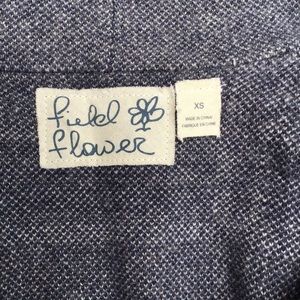 field
flower
XS
MADE IN CHINA
FABRIQUÉ EN CHINE